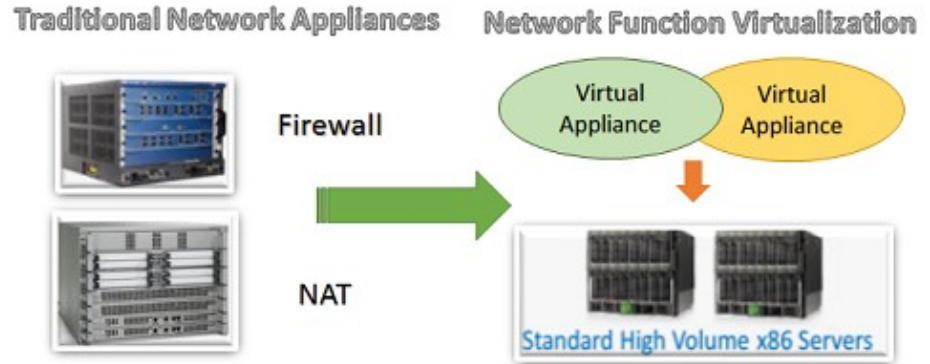 Traditional Network Appliances
Network Function Virtualization
Firewall
NAT
Virtual
Appliance
Virtual
Appliance
Standard High Volume x86 Servers